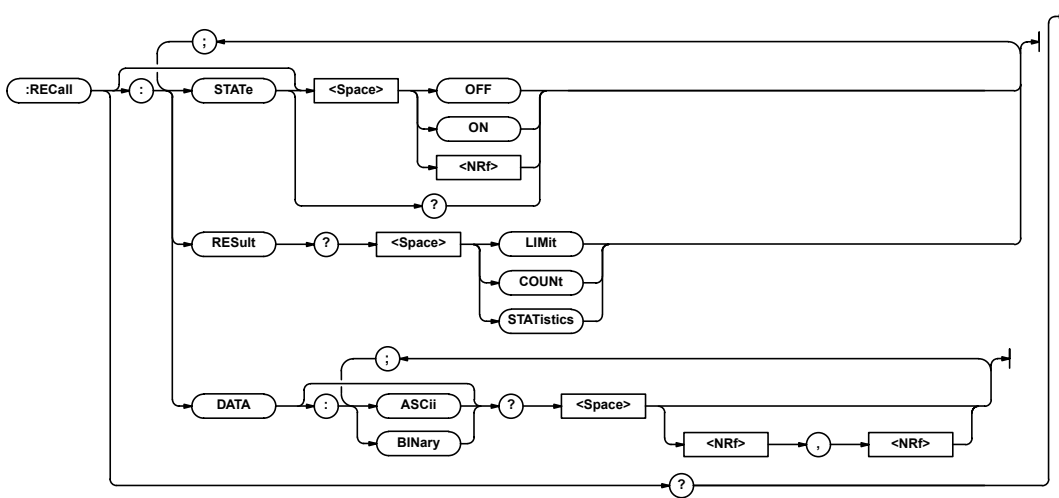 ;
:RECall : STATe <Space> OFF
ON
<NRf>
?
RESult ? <Space> LIMit
COUNt
STATistics
;
DATA : ASCii ? <Space>
BINary <NRf> , <NRf>
?